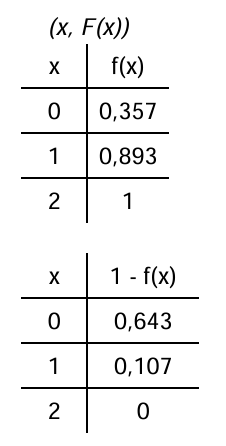 (x, F(x))
x f(x)
0 0,357
1 0,893
2 1
x 1 - f(x)
0 0,643
1 0,107
2 0